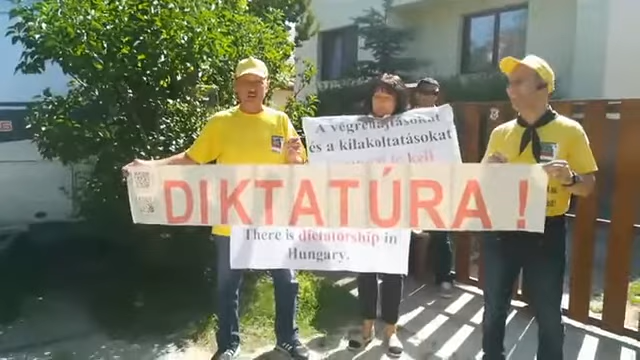 A végrehajtásokat
és a kilakoltatásokat
DIKTATÚRA!
There is dictatorship in
Hungary.